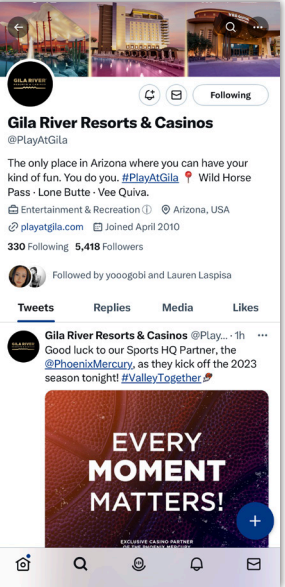 GILA RIVER
Following
Gila River Resorts & Casinos
@PlayAtGila
The only place in Arizona where you can have your
kind of fun. You do you. #PlayAtGila 📍 Wild Horse
Pass · Lone Butte · Vee Quiva.
Entertainment & Recreation ⓘ Arizona, USA
playatgila.com Joined April 2010
330 Following 5,418 Followers
Followed by yooogobi and Lauren Laspisa
Tweets Replies Media Likes
GILA RIVER
Gila River Resorts & Casinos @Play... · 1h
Good luck to our Sports HQ Partner, the
@PhoenixMercury, as they kick off the 2023
season tonight! #ValleyTogether
EVERY
MOMENT
MATTERS!
EXCLUSIVE CASINO PARTNER
OF THE PHOENIX MERCURY